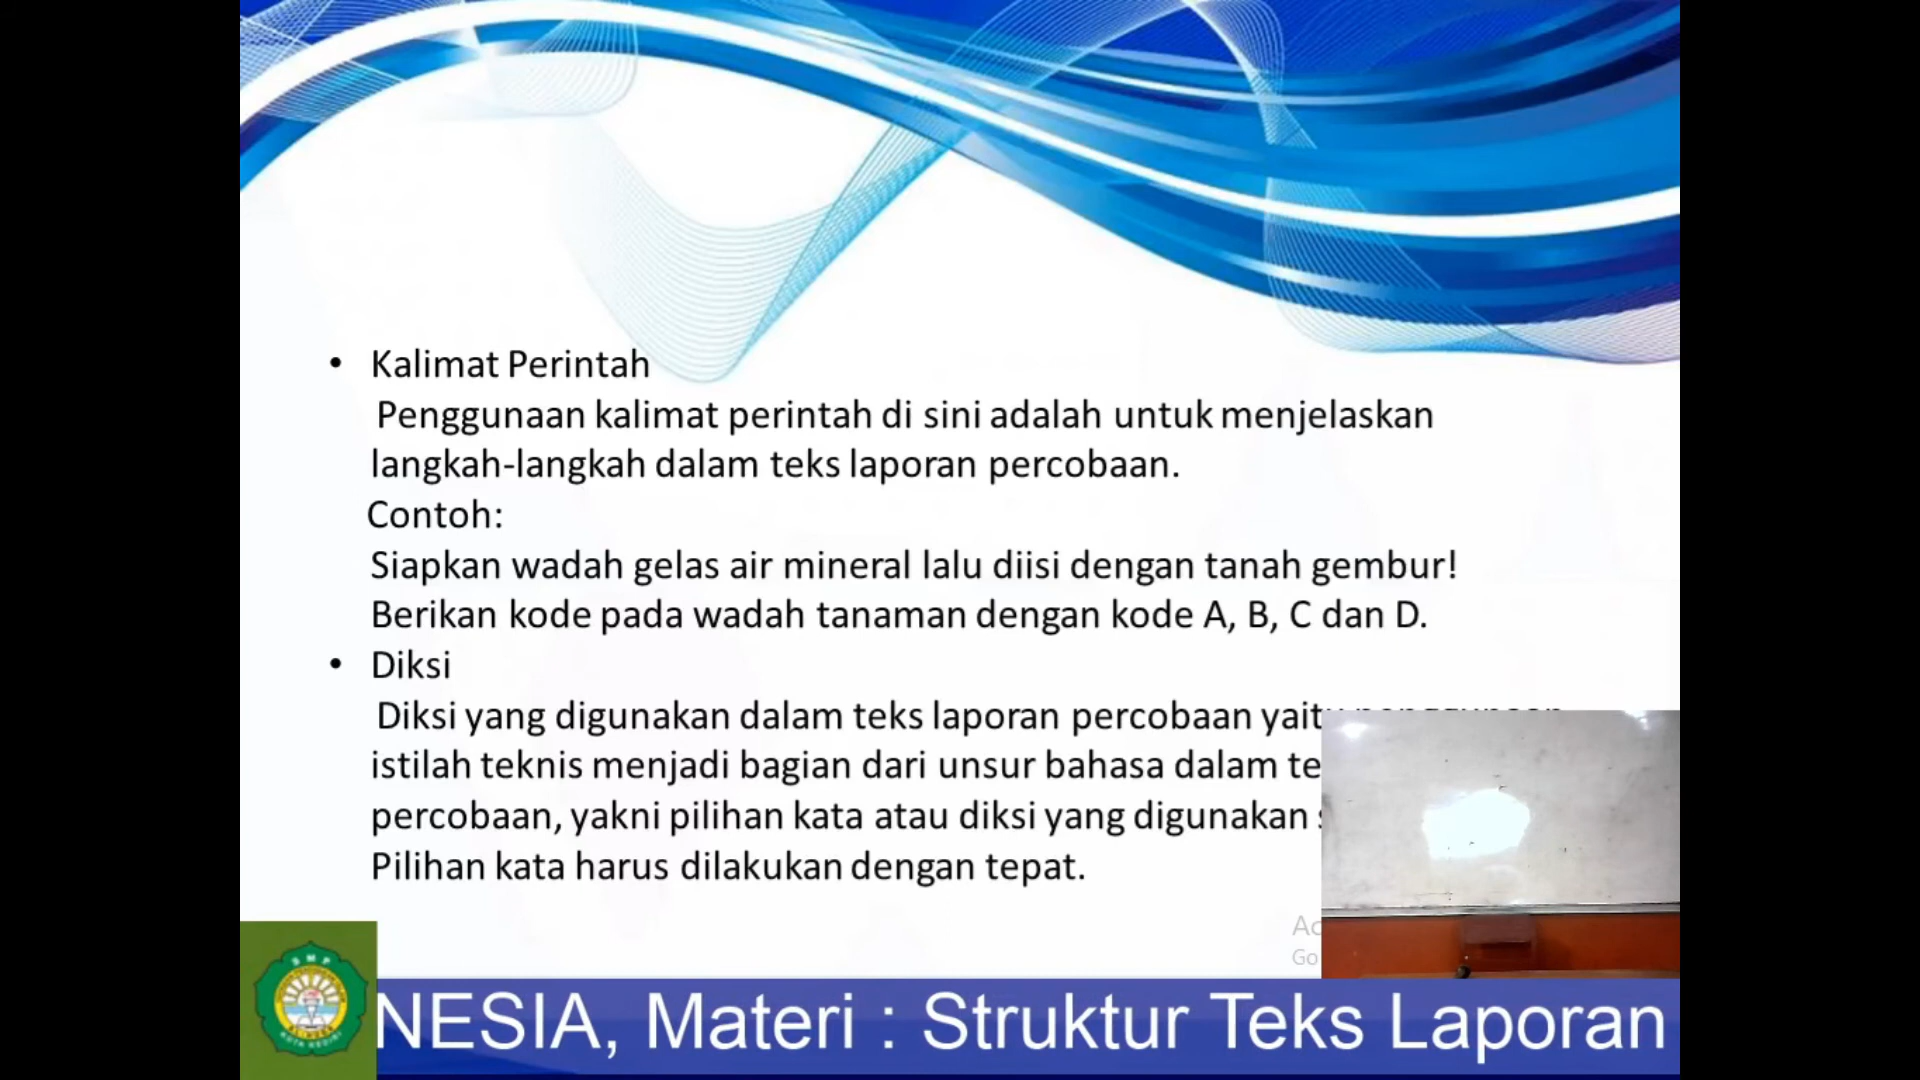 • Kalimat Perintah
Penggunaan kalimat perintah di sini adalah untuk menjelaskan
langkah-langkah dalam teks laporan percobaan.
Contoh:
Siapkan wadah gelas air mineral lalu diisi dengan tanah gembur!
Berikan kode pada wadah tanaman dengan kode A, B, C dan D.
• Diksi
Diksi yang digunakan dalam teks laporan percobaan
istilah teknis menjadi bagian dari unsur bahasa dalam
percobaan, yakni pilihan kata atau diksi yang digunakan
Pilihan kata harus dilakukan dengan tepat.
Go
SMP
NESIA, Materi : Struktur Teks Laporan